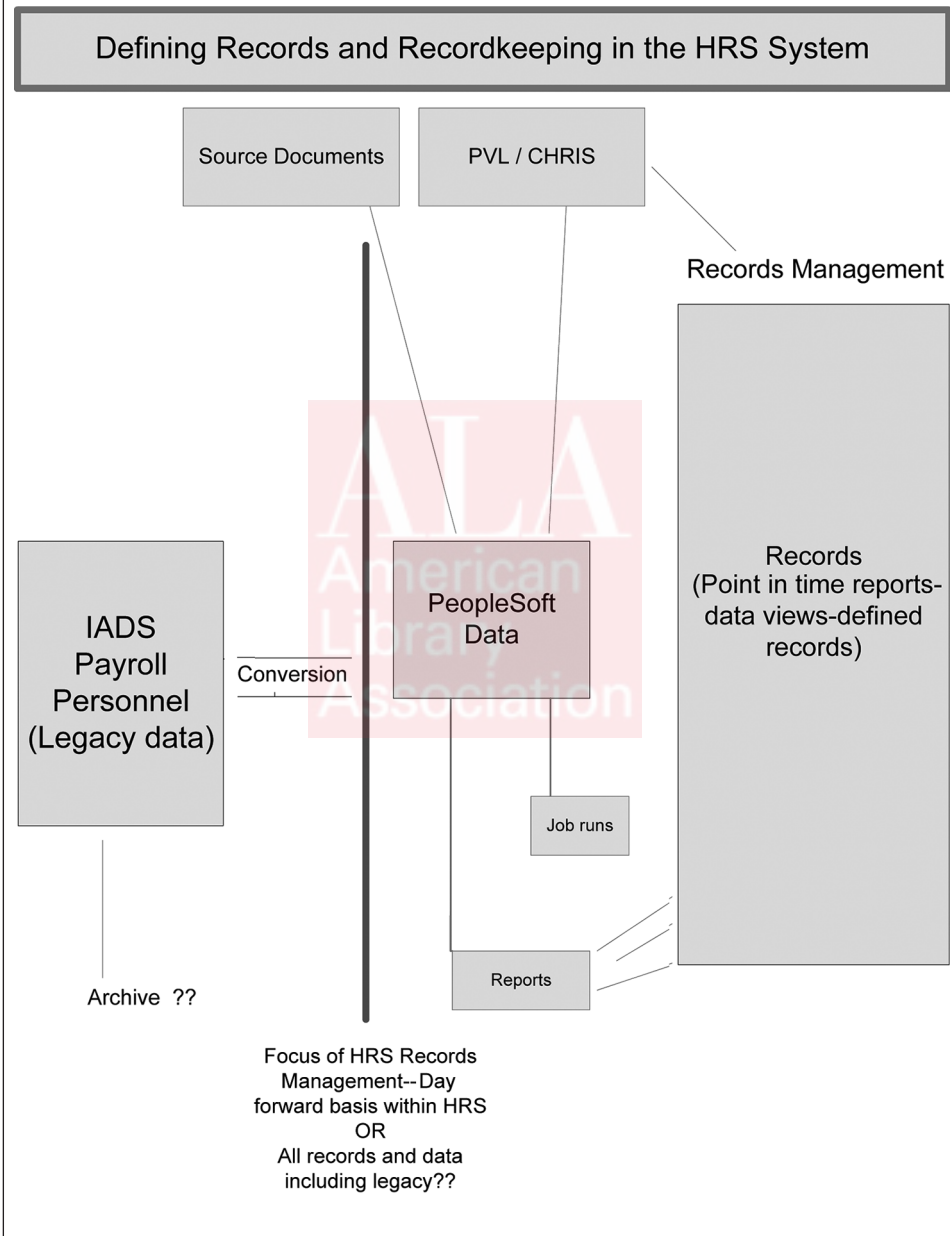 Defining Records and Recordkeeping in the HRS System
Source Documents
PVL / CHRIS
Records Management
ALA
American
Library
Association
IADS
Payroll
Personnel
(Legacy data)
Conversion
PeopleSoft
Data
Records
(Point in time reports-
data views-defined
records)
Job runs
Reports
Archive ??
Focus of HRS Records
Management--Day
forward basis within HRS
OR
All records and data
including legacy??